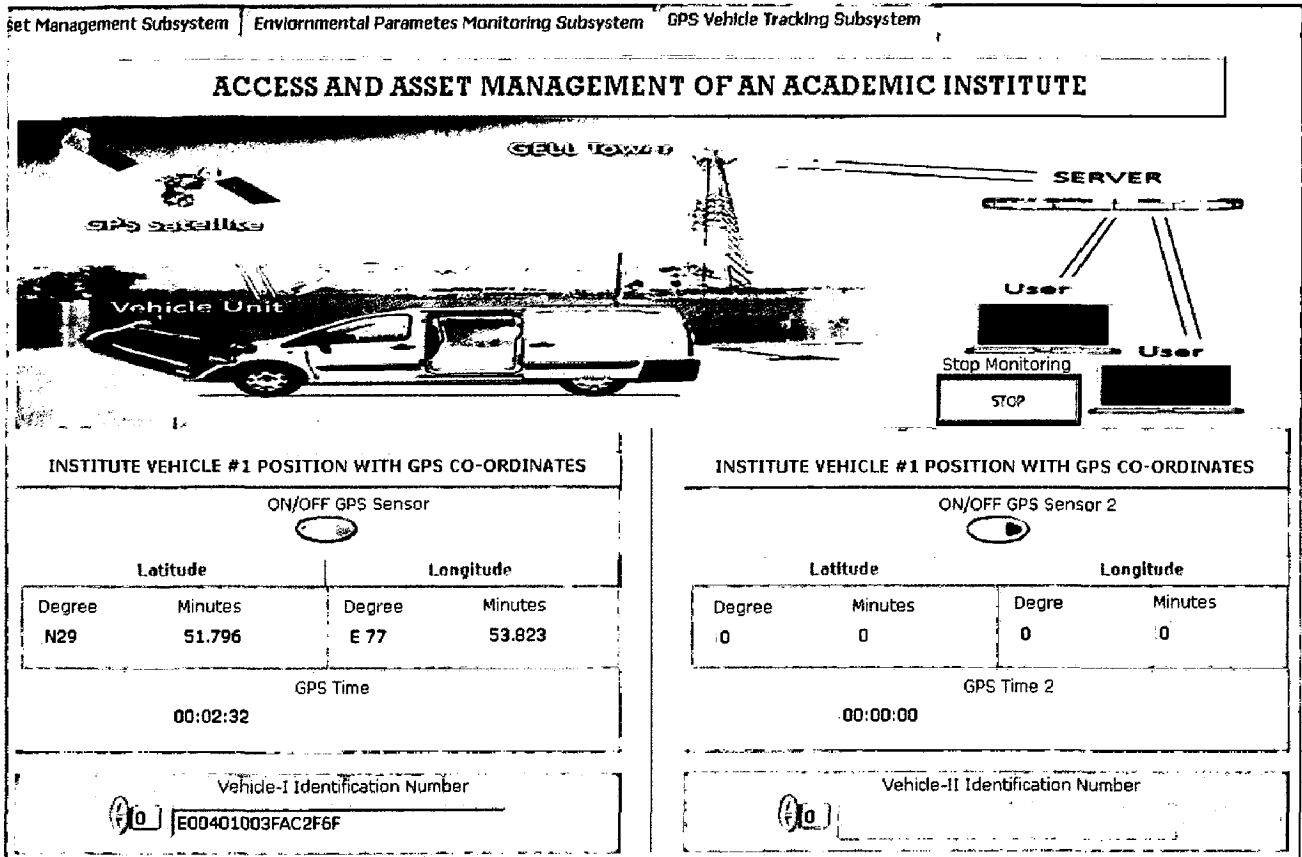 set Management Subsystem Enviornmental Parametes Monitoring Subsystem GPS Vehicle Tracking Subsystem
ACCESS AND ASSET MANAGEMENT OF AN ACADEMIC INSTITUTE
GELL Tower
SERVER
GPS Satellite
User
Vehicle Unit
User
Stop Monitoring
STOP
INSTITUTE VEHICLE #1 POSITION WITH GPS CO-ORDINATES
ON/OFF GPS Sensor
Latitude Longitude
Degree Minutes Degree Minutes
N29 51.796 E 77 53.823
GPS Time
00:02:32
Vehicle-I Identification Number
0 E00401003FAC2F6F
INSTITUTE VEHICLE #1 POSITION WITH GPS CO-ORDINATES
ON/OFF GPS Sensor 2
Latitude Longitude
Degree Minutes Degre Minutes
0 0 0 0
GPS Time 2
00:00:00
Vehicle-II Identification Number
0